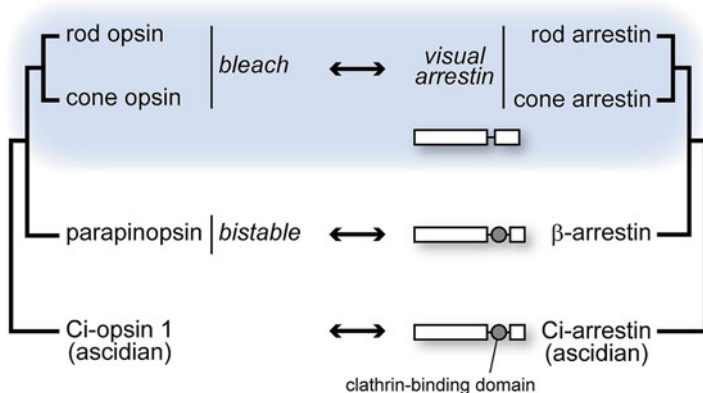 rod opsin
bleach
visual
arrestin
rod arrestin
cone opsin
cone arrestin
parapinopsin
bistable
β-arrestin
Ci-opsin 1
(ascidian)
Ci-arrestin
(ascidian)
clathrin-binding domain